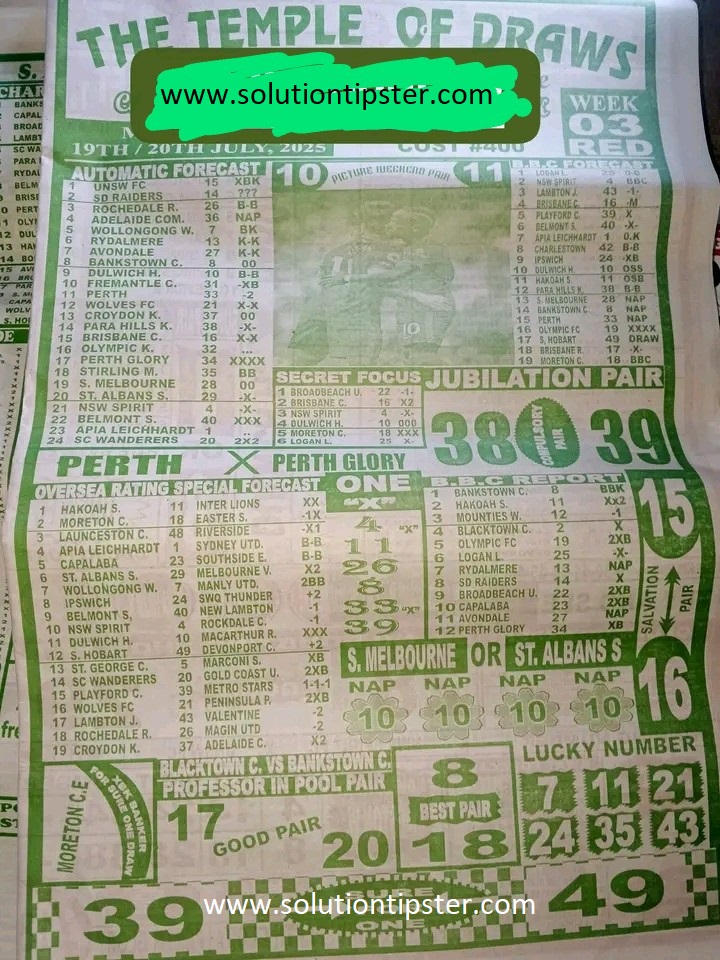 THE TEMPLE OF DRAWS
www.solutiontipster.com
WEEK
03
RED
19TH / 20TH JULY, 2025
COST #400
AUTOMATIC FORECAST
1 UNSW FC 15 XBK
2 SD RAIDERS 14 ???
3 ROCHEDALE R. 26 B-B
4 ADELAIDE COM. 36 NAP
5 WOLLONGONG W. 7 BK
6 RYDALMERE 13 K-K
7 AVONDALE 27 K-K
8 BANKSTOWN C. 8 00
9 DULWICH H. 10 B-B
10 FREMANTLE C. 31 -XB
11 PERTH 33 -2
12 WOLVES FC 21 X-X
13 CROYDON K. 37 00
14 PARA HILLS K. 38 -X-
15 BRISBANE C. 16 X-X
16 OLYMPIC K. 32 ...
17 PERTH GLORY 34 XXXX
18 STIRLING M. 35 BB
19 S. MELBOURNE 28 00
20 ST. ALBANS S. 29 -X-
21 NSW SPIRIT 4 -X-
22 BELMONT S. 40 XXX
23 APIA LEICHHARDT 1 ..
24 SC WANDERERS 20 2X2
10 PICTURE WEEKEND PAIR 11
B.B.C FORECAST
1 LOGAN L. 25 B-B
2 NSW SPIRIT 4 BBC
3 LAMBTON J. 43 -1-
4 BRISBANE C. 16 -M
5 PLAYFORD C. 39 X
6 BELMONT S. 40 -X-
7 APIA LEICHHARDT 1 O.K
8 CHARLESTOWN 42 B-B
9 IPSWICH 24 -XB
10 DULWICH H. 10 OSS
11 HAKOAH S. 11 OSB
12 PARA HILLS K. 38 B-B
13 S. MELBOURNE 28 NAP
14 BANKSTOWN C. 8 NAP
15 PERTH 33 NAP
16 OLYMPIC FC 19 XXXX
17 S. HOBART 49 DRAW
18 BRISBANE R. 17 -X-
19 MORETON C. 18 BBC
SECRET FOCUS
1 BROADBEACH U. 22 -1-
2 BRISBANE C. 16 X2
3 NSW SPIRIT 4 -X-
4 DULWICH H. 10 000
5 MORETON C. 18 XXX
6 LOGAN L. 25 X-
JUBILATION PAIR
38 COMPULSORY PAIR 39
PERTH X PERTH GLORY
OVERSEA RATING SPECIAL FORECAST
1 HAKOAH S. 11 INTER LIONS XX
2 MORETON C. 18 EASTER S. -1X
3 LAUNCESTON C. 48 RIVERSIDE -X1
4 APIA LEICHHARDT 1 SYDNEY UTD. B-B
5 CAPALABA 23 SOUTHSIDE E. B-B
6 ST. ALBANS S. 29 MELBOURNE V. X2
7 WOLLONGONG W. 7 MANLY UTD. 2BB
8 IPSWICH 24 SWQ THUNDER +2
9 BELMONT S, 40 NEW LAMBTON -1
10 NSW SPIRIT 4 ROCKDALE C. -1
11 DULWICH H. 10 MACARTHUR R. XXX
12 S. HOBART 49 DEVONPORT C. +2
13 ST. GEORGE C. 5 MARCONI S. XB
14 SC WANDERERS 20 GOLD COAST U. 2XB
15 PLAYFORD C. 39 METRO STARS 1-1-1
16 WOLVES FC 21 PENINSULA P. 2XB
17 LAMBTON J. 43 VALENTINE -2
18 ROCHEDALE R. 26 MAGIN UTD -2
19 CROYDON K. 37 ADELAIDE C. X2
ONE
"X"
4 "X"
11
26
8
33 "X"
39
B.B.C REPORT
1 BANKSTOWN C. 8 BBK
2 HAKOAH S. 11 Xx2
3 MOUNTIES W. 12 -1
4 BLACKTOWN C. 2 X
5 OLYMPIC FC 19 2XB
6 LOGAN L. 25 -X-
7 RYDALMERE 13 NAP
8 SD RAIDERS 14 X
9 BROADBEACH U. 22 2XB
10 CAPALABA 23 2XB
11 AVONDALE 27 NAP
12 PERTH GLORY 34 XB
15
SALVATION PAIR
16
S. MELBOURNE OR ST. ALBANS S
NAP NAP NAP NAP
10 10 10 10
MORETON C.E
XBK BANKER
FOR SURE ONE DRAW
BLACKTOWN C. VS BANKSTOWN C.
PROFESSOR IN POOL PAIR
17 GOOD PAIR 20
8
BEST PAIR
18
LUCKY NUMBER
7 11 21
24 35 43
39 SURE ONE 49
www.solutiontipster.com